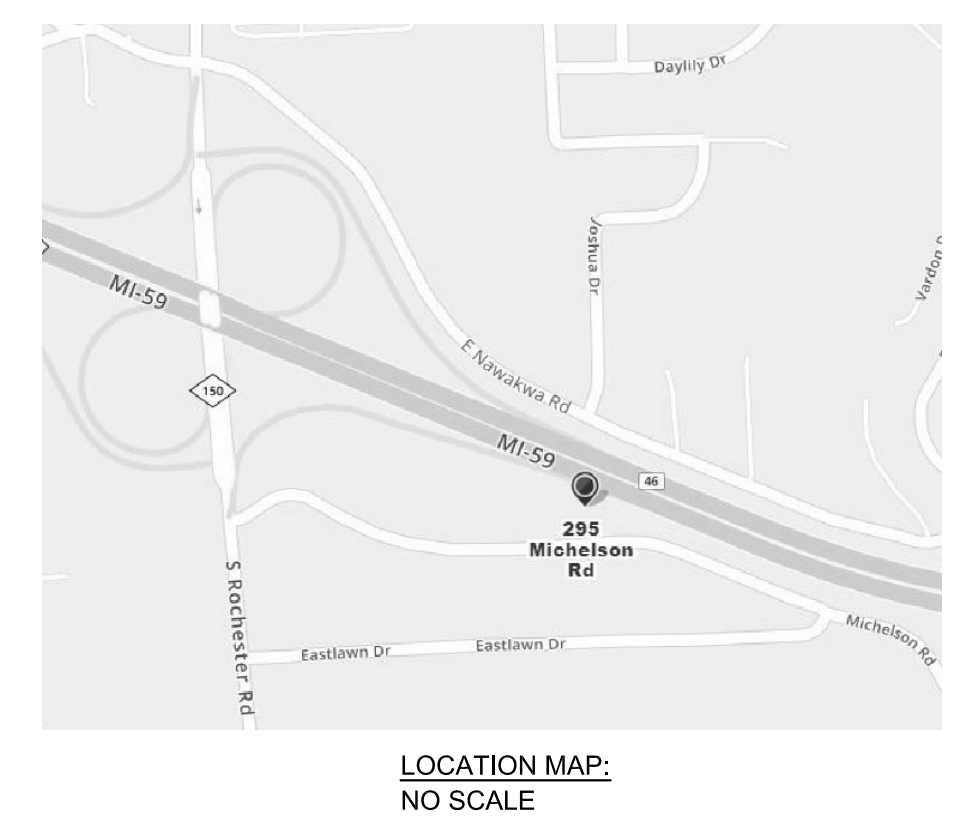 Daylily Dr
Joshua Dr
Vardon D
MI-59
E Nawakwa Rd
150
MI-59
46
295
Michelson
Rd
S Rochester Rd
Eastlawn Dr
Eastlawn Dr
Michelson Rd
LOCATION MAP:
NO SCALE